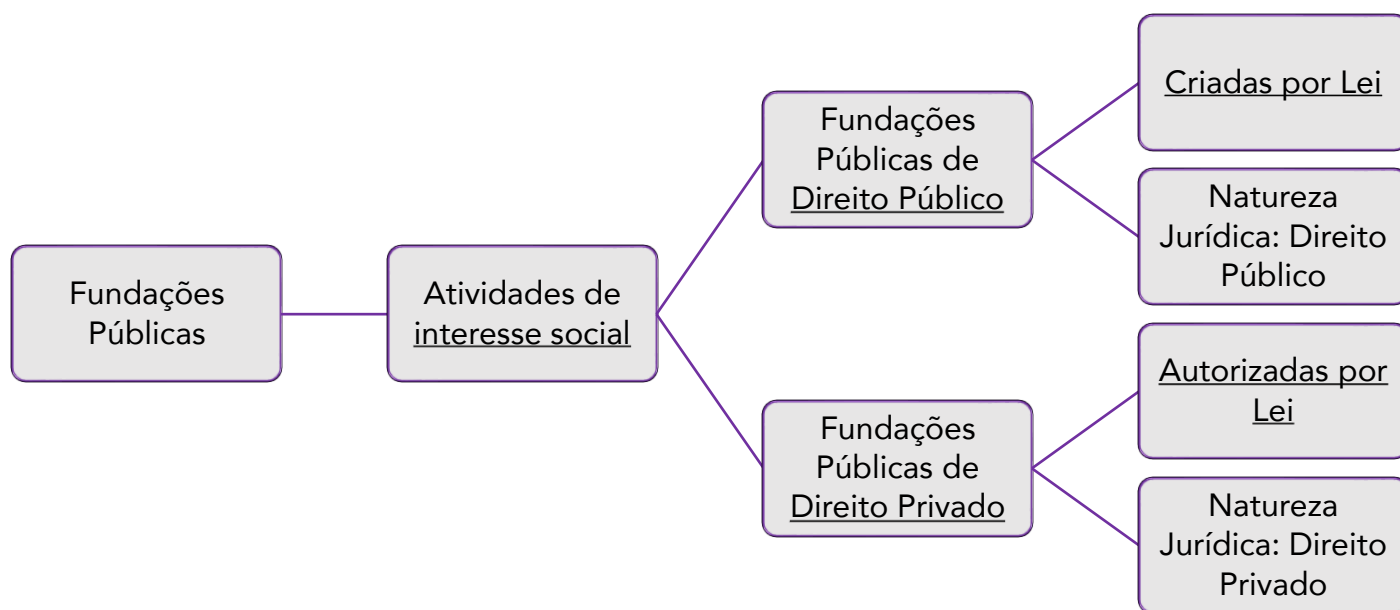 Fundações
Públicas
Atividades de
interesse social
Fundações
Públicas de
Direito Público
Criadas por Lei
Natureza
Jurídica: Direito
Público
Fundações
Públicas de
Direito Privado
Autorizadas por
Lei
Natureza
Jurídica: Direito
Privado